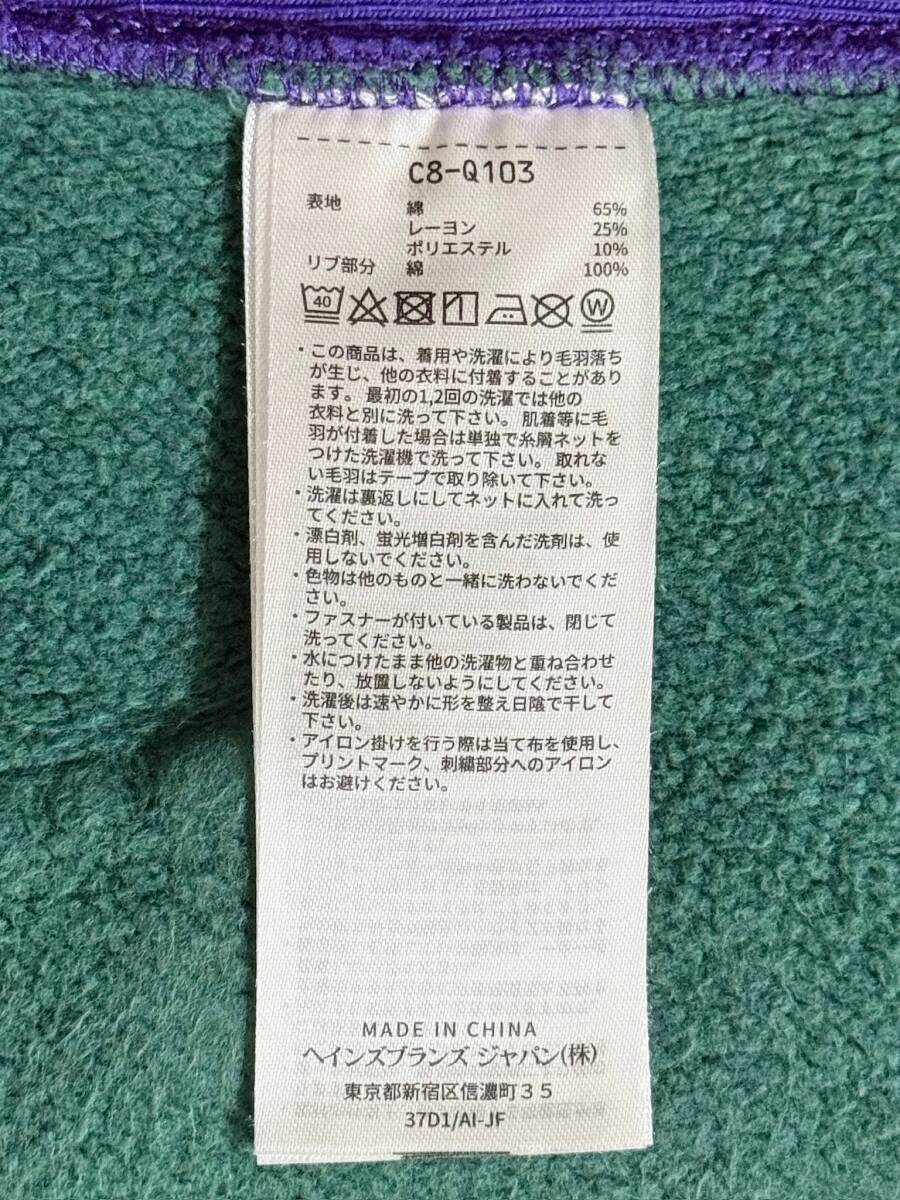 C8-Q103
表地 綿 65%
レーヨン 25%
ポリエステル 10%
リブ部分 綿 100%
40
W
・この商品は、着用や洗濯により毛羽落ち
が生じ、他の衣料に付着することがあり
ます。最初の1,2回の洗濯では他の
衣料と別に洗って下さい。肌着等に毛
羽が付着した場合は単独で糸屑ネットを
つけた洗濯機で洗って下さい。取れな
い毛羽はテープで取り除いて下さい。
・洗濯は裏返しにしてネットに入れて洗っ
てください。
・漂白剤、蛍光増白剤を含んだ洗剤は、使
用しないでください。
・色物は他のものと一緒に洗わないでくだ
さい。
・ファスナーが付いている製品は、閉じて
洗ってください。
・水につけたまま他の洗濯物と重ね合わせ
たり、放置しないようにしてください。
・洗濯後は速やかに形を整え日陰で干して
下さい。
・アイロン掛けを行う際は当て布を使用し、
プリントマーク、刺繍部分へのアイロン
はお避けください。
MADE IN CHINA
ヘインズブランズ ジャパン(株)
東京都新宿区信濃町35
37D1/AI-JF